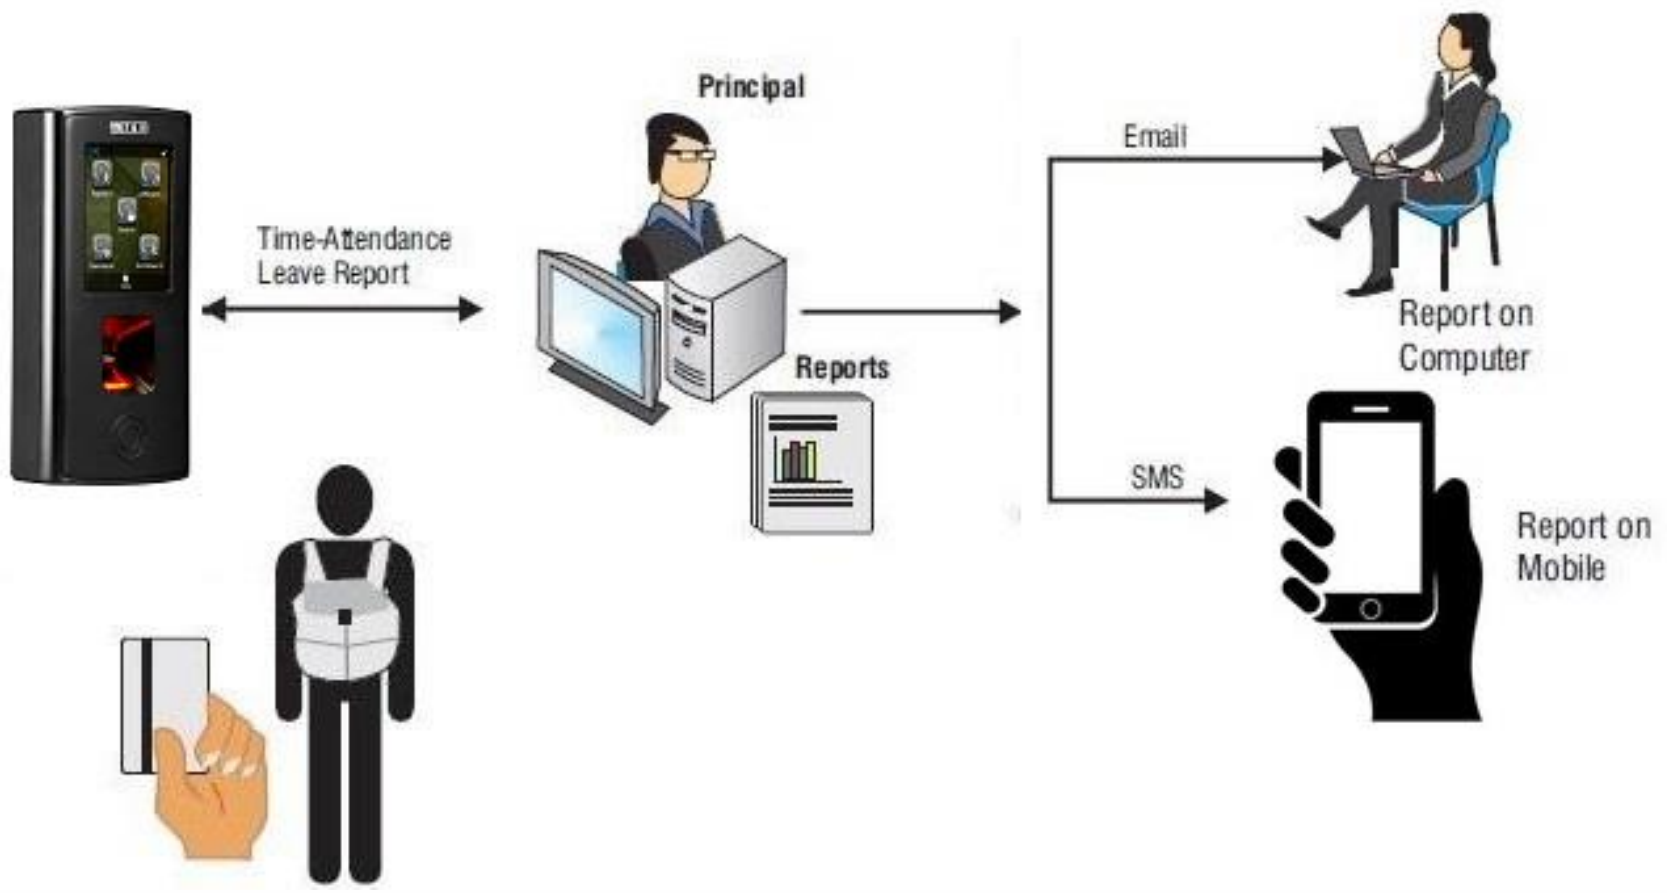 Principal
Email
Time-Attendance
Leave Report
Report on
Computer
Reports
SMS
Report on
Mobile